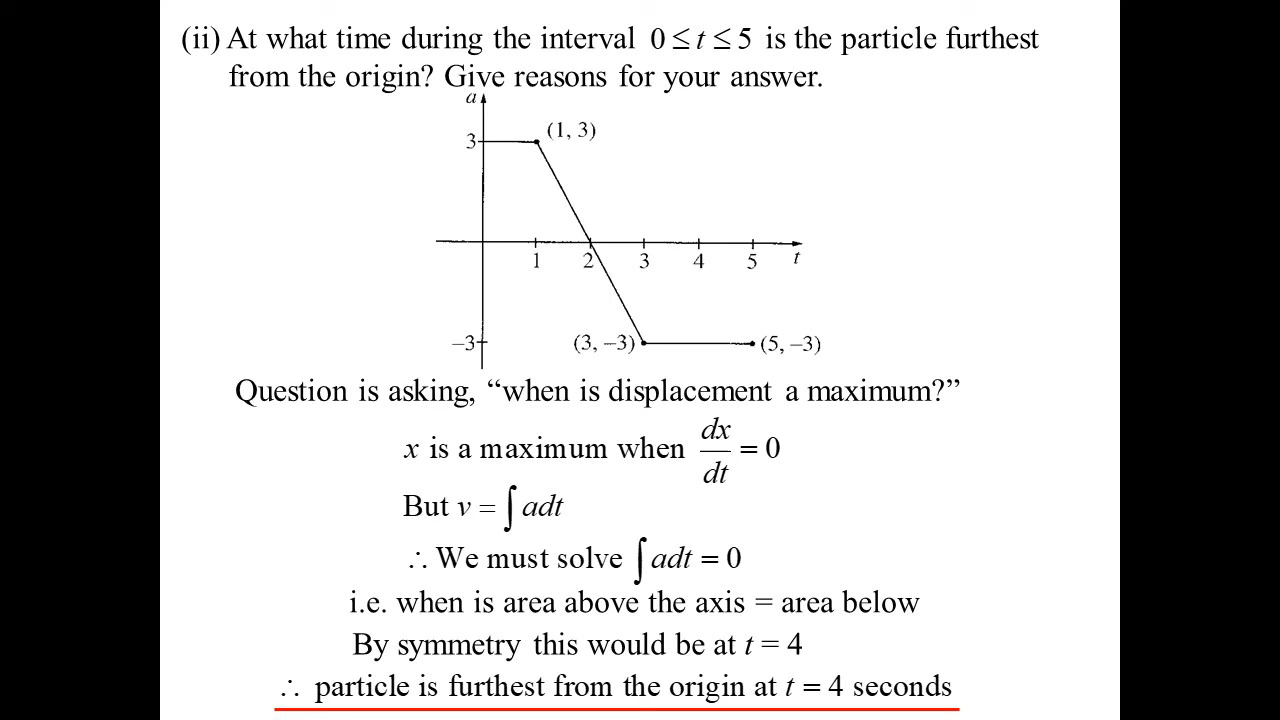 (ii) At what time during the interval 0 ≤ t ≤ 5 is the particle furthest
from the origin? Give reasons for your answer.
a
(1, 3)
3
1 2 3 4 5 t
–3 (3, –3) (5, –3)
Question is asking, “when is displacement a maximum?”
x is a maximum when dx/dt = 0
But v = ∫ adt
∴ We must solve ∫ adt = 0
i.e. when is area above the axis = area below
By symmetry this would be at t = 4
∴ particle is furthest from the origin at t = 4 seconds